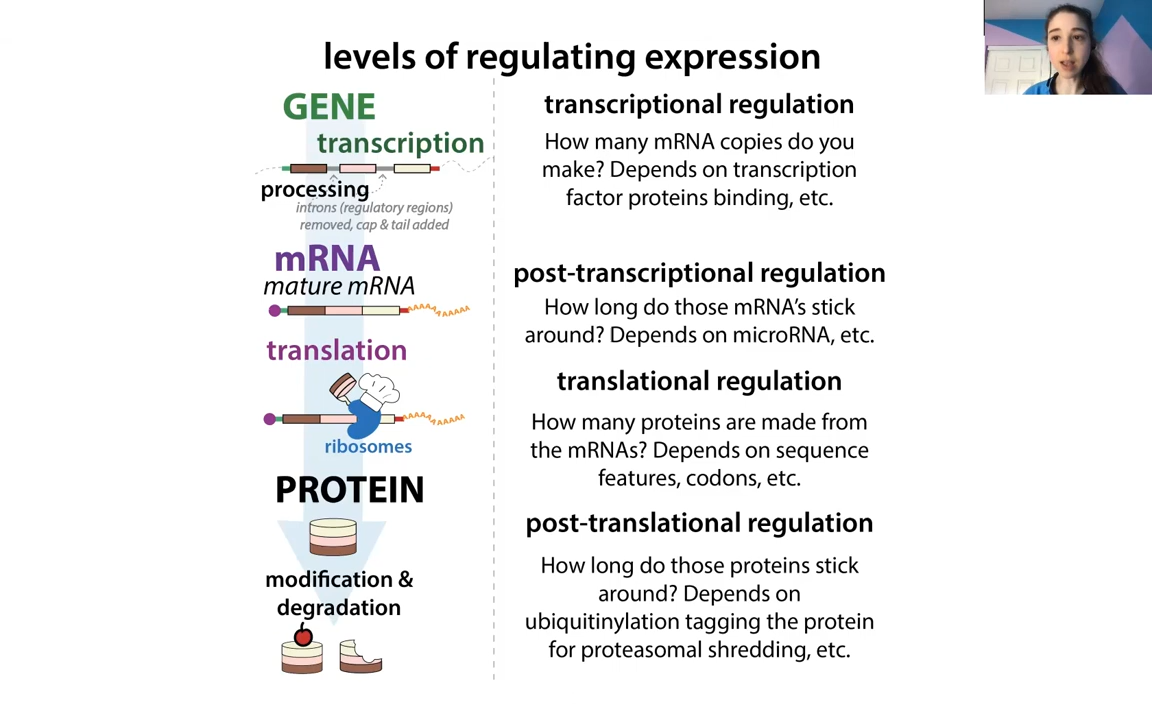 levels of regulating expression
GENE
transcription
processing
introns (regulatory regions)
removed, cap & tail added
mRNA
mature mRNA
AAAAAAAAAAA
translation
AAAAAAAAAAA
ribosomes
PROTEIN
modification &
degradation
transcriptional regulation
How many mRNA copies do you
make? Depends on transcription
factor proteins binding, etc.
post-transcriptional regulation
How long do those mRNA's stick
around? Depends on microRNA, etc.
translational regulation
How many proteins are made from
the mRNAs? Depends on sequence
features, codons, etc.
post-translational regulation
How long do those proteins stick
around? Depends on
ubiquitinylation tagging the protein
for proteasomal shredding, etc.